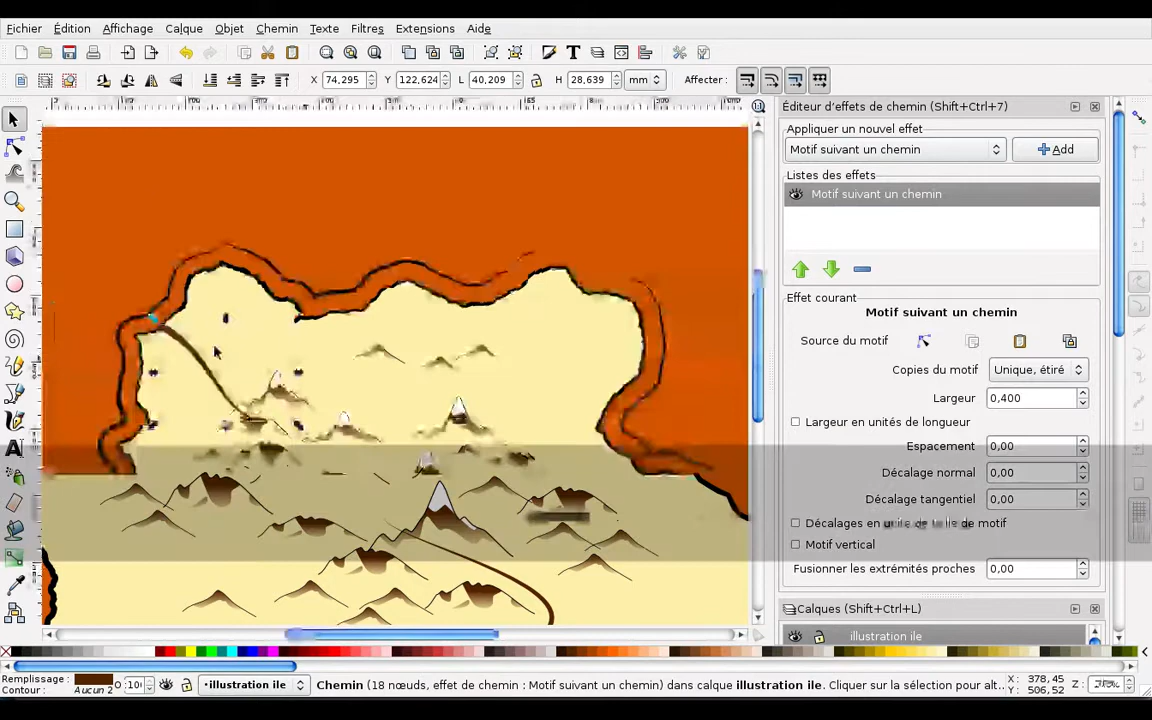 Fichier Édition Affichage Calque Objet Chemin Texte Filtres Extensions Aide
X 74,295 Y 122,624 L 40,209 H 28,639 mm Affecter :
Éditeur d'effets de chemin (Shift+Ctrl+7)
Appliquer un nouvel effet
Motif suivant un chemin Add
Listes des effets
Motif suivant un chemin
Effet courant
Motif suivant un chemin
Source du motif
Copies du motif Unique, étiré
Largeur 0,400
Largeur en unités de longueur
Espacement 0,00
Décalage normal 0,00
Décalage tangentiel 0,00
Décalages en de motif
Motif vertical
Fusionner les extrémités proches 0,00
Calques (Shift+Ctrl+L)
illustration ile
Remplissage :
Contour : Aucun 2
O : illustration ile Chemin (18 nœuds, effet de chemin : Motif suivant un chemin) dans calque illustration ile. Cliquer sur la sélection pour alt...
X : 378,45
Y : 506,52
Z :